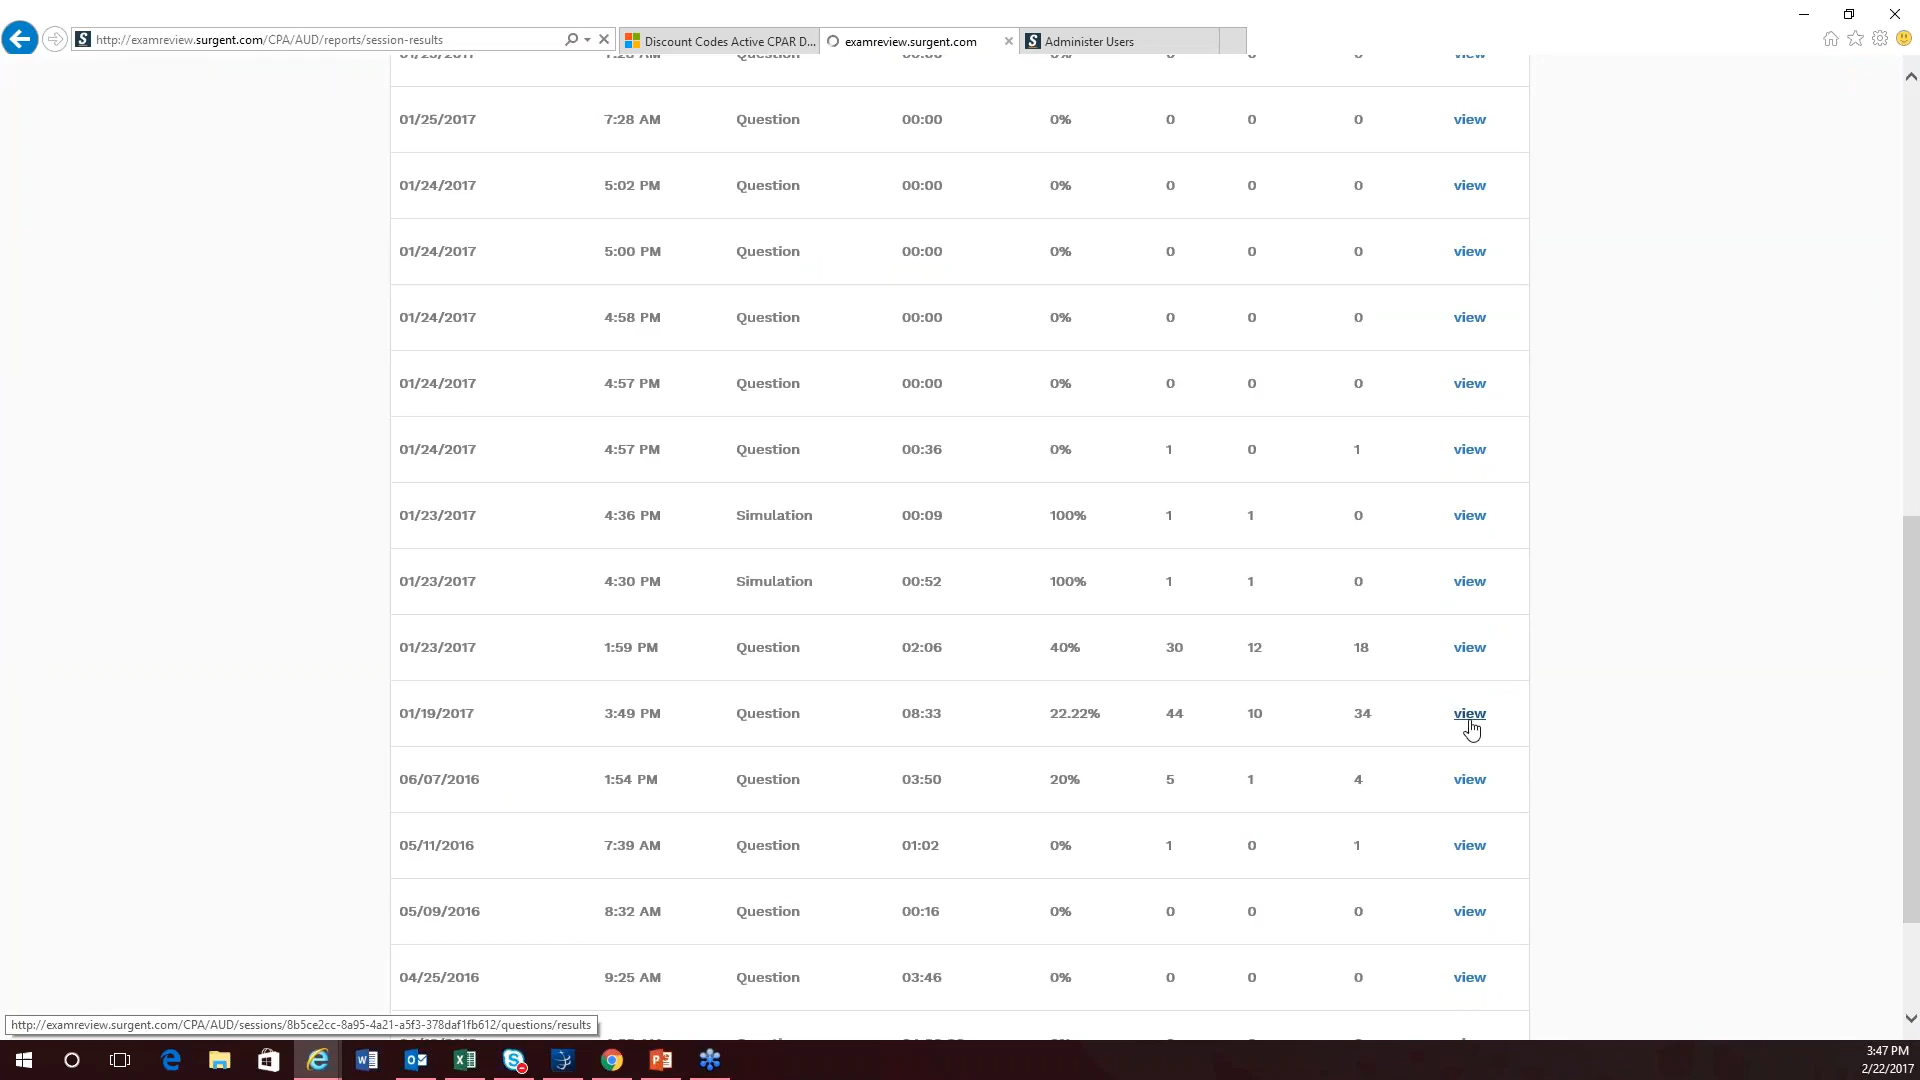 http://examreview.surgent.com/CPA/AUD/reports/session-results
Discount Codes Active CPAR D...
examreview.surgent.com
Administer Users
01/25/2017 7:28 AM Question 00:00 0% 0 0 0 view
01/24/2017 5:02 PM Question 00:00 0% 0 0 0 view
01/24/2017 5:00 PM Question 00:00 0% 0 0 0 view
01/24/2017 4:58 PM Question 00:00 0% 0 0 0 view
01/24/2017 4:57 PM Question 00:00 0% 0 0 0 view
01/24/2017 4:57 PM Question 00:36 0% 1 0 1 view
01/23/2017 4:36 PM Simulation 00:09 100% 1 1 0 view
01/23/2017 4:30 PM Simulation 00:52 100% 1 1 0 view
01/23/2017 1:59 PM Question 02:06 40% 30 12 18 view
01/19/2017 3:49 PM Question 08:33 22.22% 44 10 34 view
06/07/2016 1:54 PM Question 03:50 20% 5 1 4 view
05/11/2016 7:39 AM Question 01:02 0% 1 0 1 view
05/09/2016 8:32 AM Question 00:16 0% 0 0 0 view
04/25/2016 9:25 AM Question 03:46 0% 0 0 0 view
http://examreview.surgent.com/CPA/AUD/sessions/8b5ce2cc-8a95-4a21-a5f3-378daf1fb612/questions/results
3:47 PM
2/22/2017